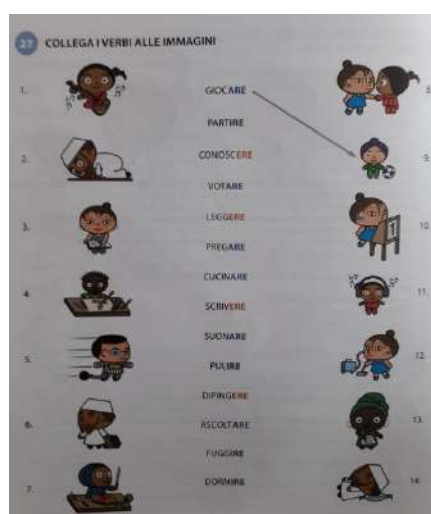 27 COLLEGA I VERBI ALLE IMMAGINI
1.
GIOCARE
8.
PARTIRE
2.
CONOSCERE
9.
VOTARE
3.
LEGGERE
10.
PREGARE
CUCINARE
4.
11.
SCRIVERE
SUONARE
5.
12.
PULIRE
DIPINGERE
6.
ASCOLTARE
13.
FUGGIRE
7.
DORMIRE
14.